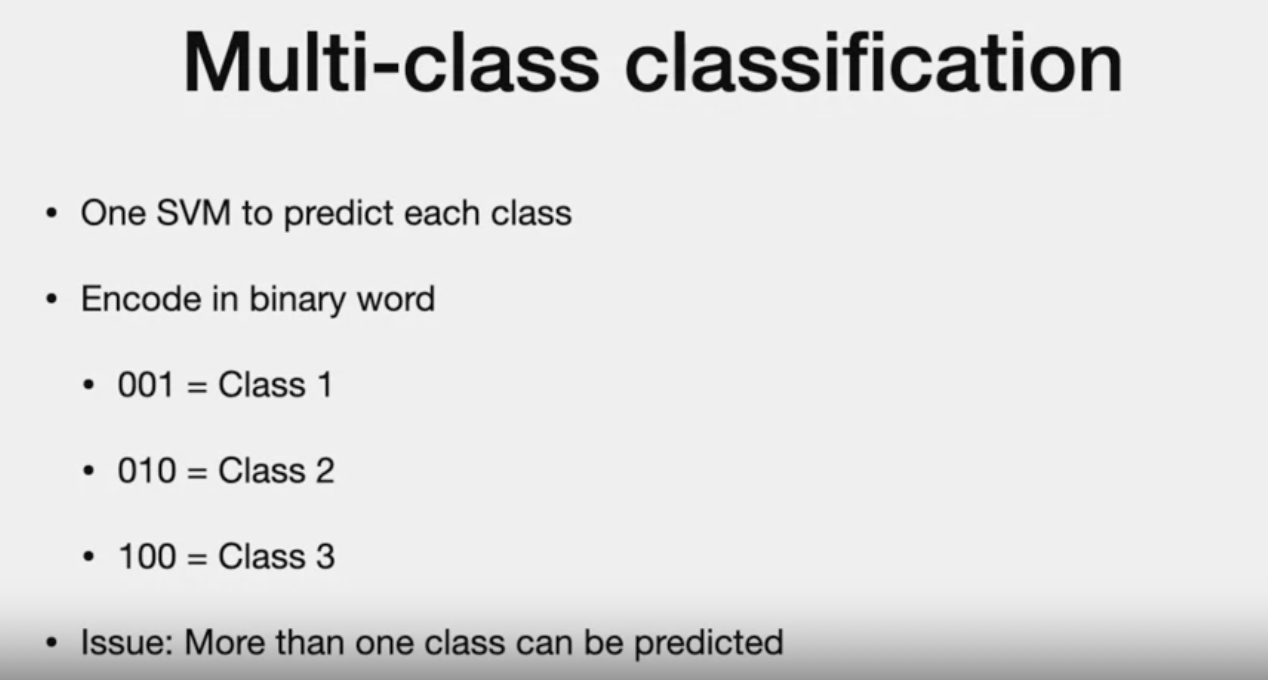 Multi-class classification
• One SVM to predict each class
• Encode in binary word
• 001 = Class 1
• 010 = Class 2
• 100 = Class 3
• Issue: More than one class can be predicted